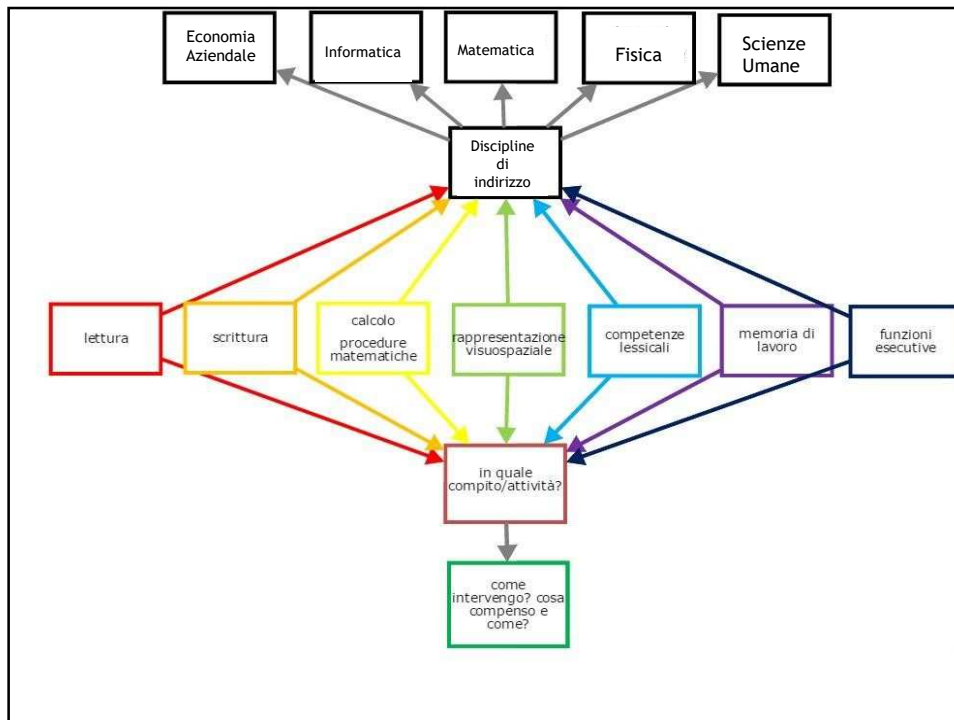 Economia
Aziendale
Informatica
Matematica
Fisica
Scienze
Umane
Discipline
di
indirizzo
lettura
scrittura
calcolo
procedure
matematiche
rappresentazione
visuospaziale
competenze
lessicali
memoria di
lavoro
funzioni
esecutive
in quale
compito/attività?
come
intervengo? cosa
compenso e
come?